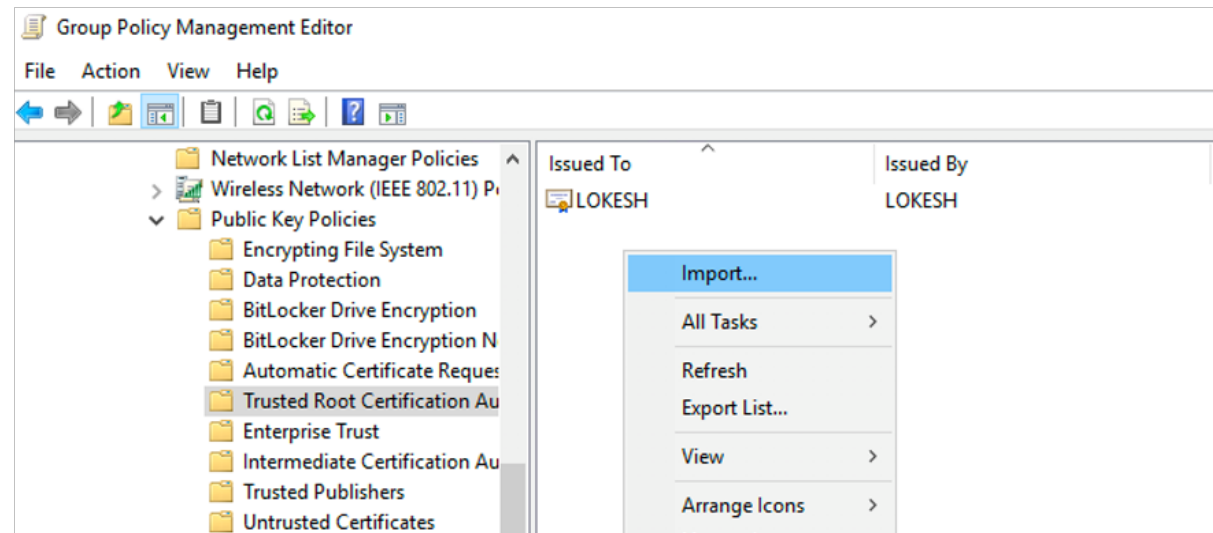 Group Policy Management Editor
File Action View Help
Network List Manager Policies
Wireless Network (IEEE 802.11) P
Public Key Policies
Encrypting File System
Data Protection
BitLocker Drive Encryption
BitLocker Drive Encryption N
Automatic Certificate Reques
Trusted Root Certification Au
Enterprise Trust
Intermediate Certification Au
Trusted Publishers
Untrusted Certificates
Issued To Issued By
LOKESH LOKESH
Import...
All Tasks
Refresh
Export List...
View
Arrange Icons